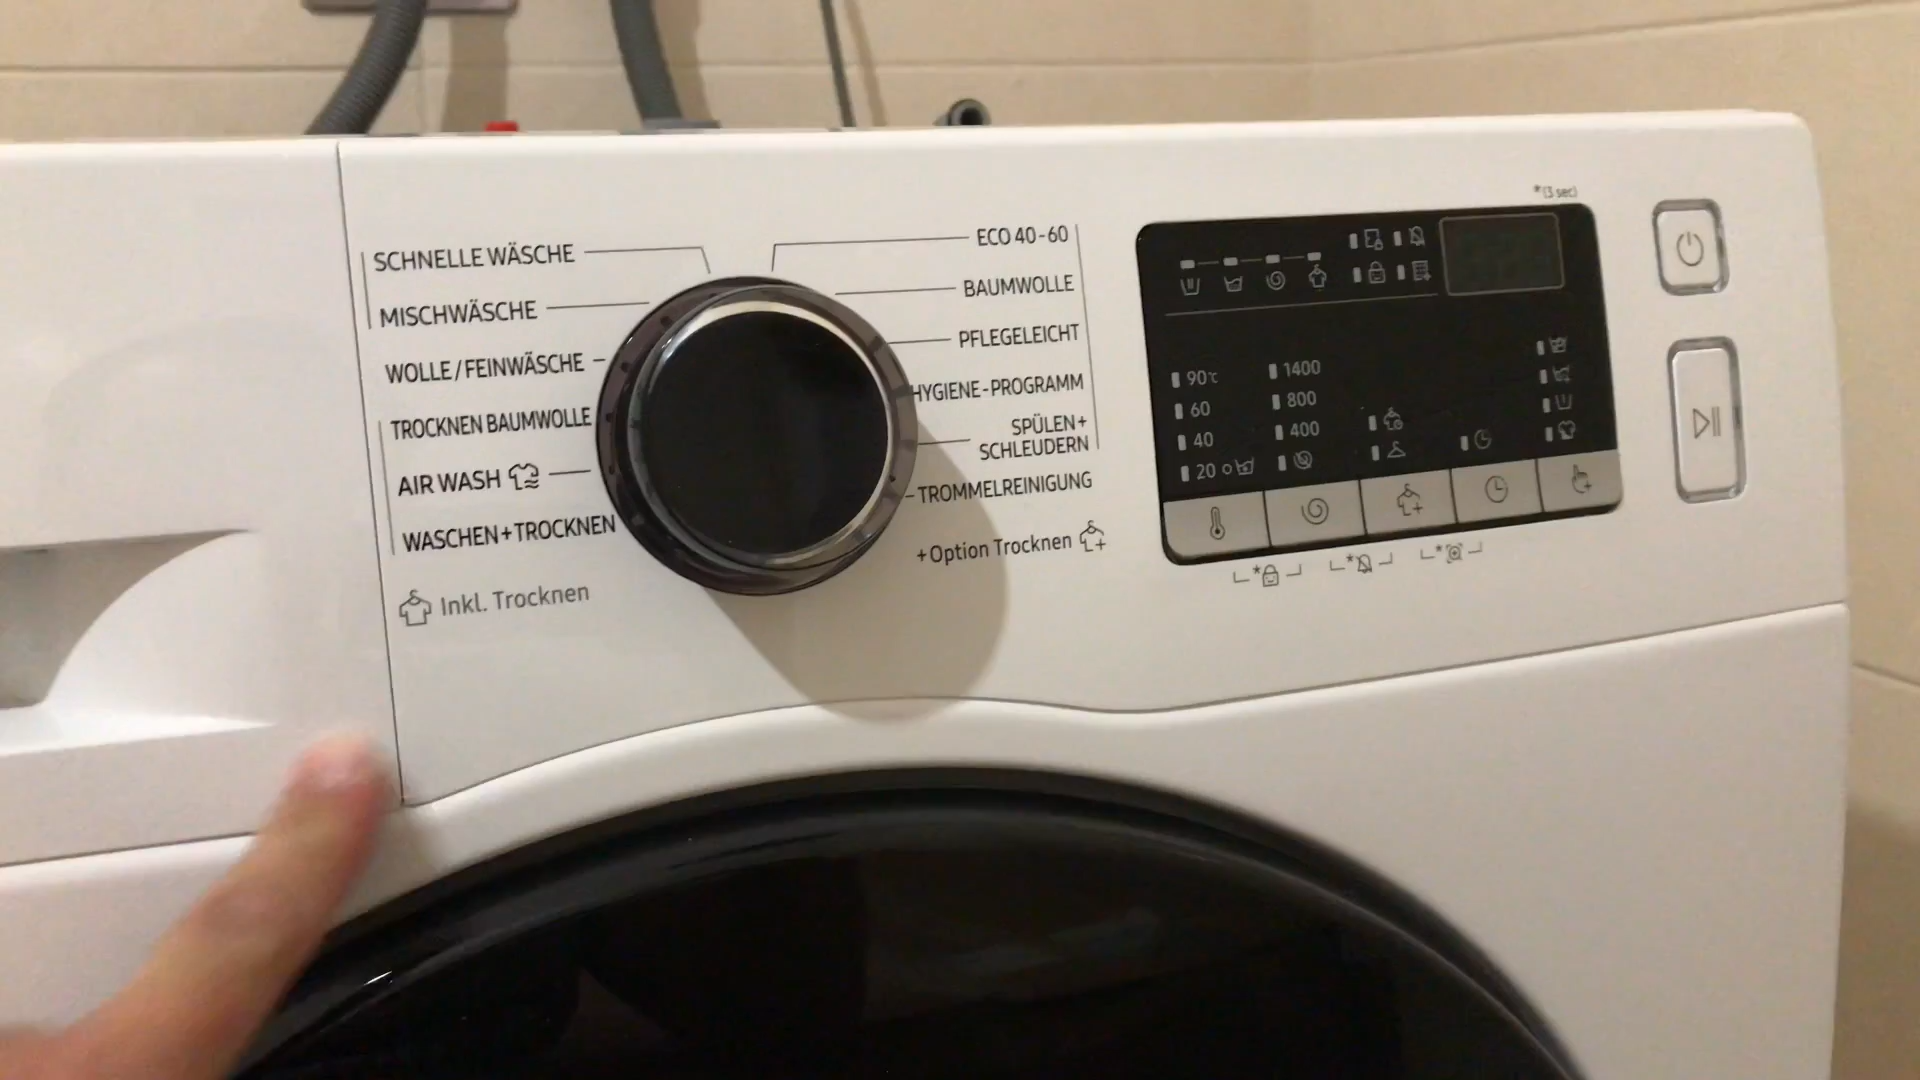 SCHNELLE WÄSCHE
MISCHWÄSCHE
WOLLE/FEINWÄSCHE
TROCKNEN BAUMWOLLE
AIR WASH
WASCHEN+TROCKNEN
Inkl. Trocknen
ECO 40-60
BAUMWOLLE
PFLEGELEICHT
HYGIENE-PROGRAMM
SPÜLEN+
SCHLEUDERN
TROMMELREINIGUNG
+Option Trocknen
*(3 sec)
90℃
60
40
20
1400
800
400
*
*
*